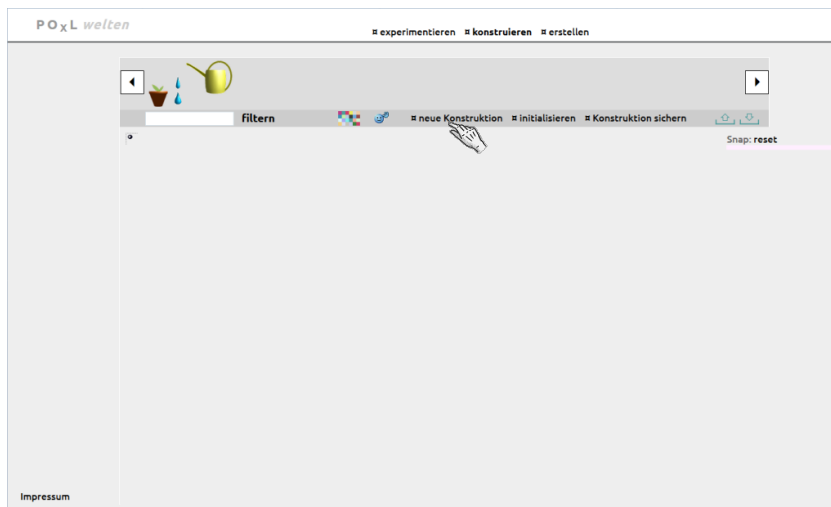 POXL welten
¤ experimentieren ¤ konstruieren ¤ erstellen
filtern ¤ neue Konstruktion ¤ initialisieren ¤ Konstruktion sichern
Snap: reset
Impressum